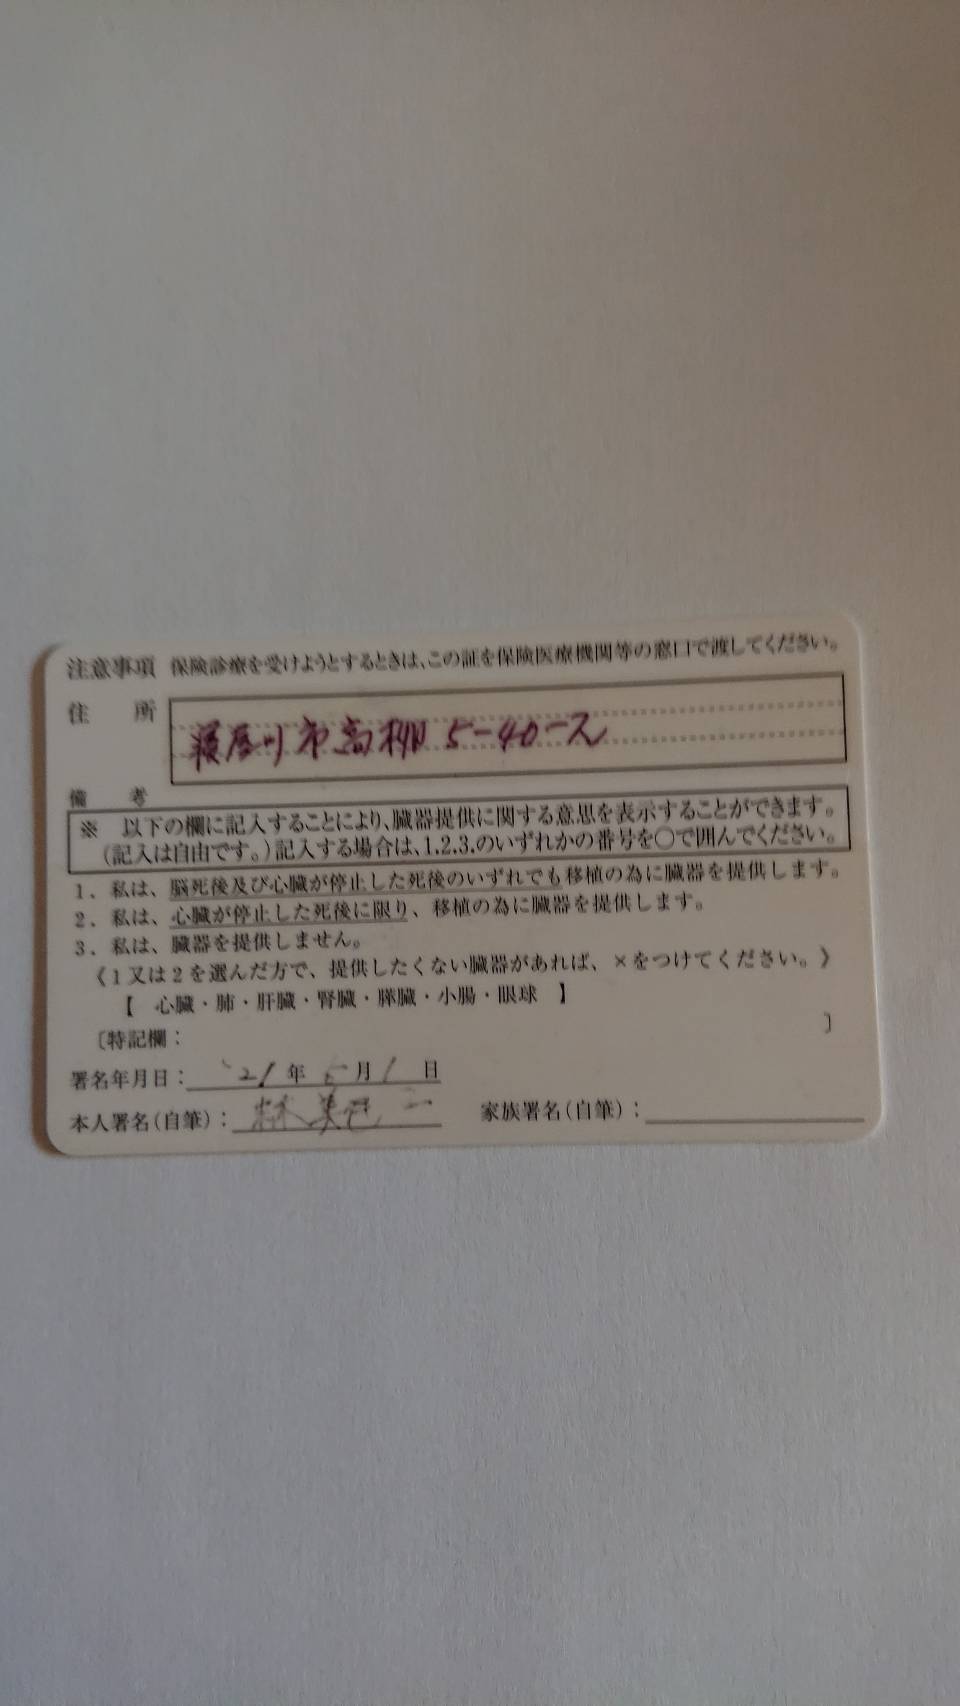 注意事項 保険診療を受けようとするときは、この証を保険医療機関等の窓口で渡してください。
住所
寝屋川市高柳5-40-
備考
※ 以下の欄に記入することにより、臓器提供に関する意思を表示することができます。
(記入は自由です。)記入する場合は、1.2.3.のいずれかの番号を○で囲んでください。
1. 私は、脳死後及び心臓が停止した死後のいずれでも移植の為に臓器を提供します。
2. 私は、心臓が停止した死後に限り、移植の為に臓器を提供します。
3. 私は、臓器を提供しません。
《1又は2を選んだ方で、提供したくない臓器があれば、×をつけてください。》
【 心臓・肺・肝臓・腎臓・膵臓・小腸・眼球 】
〔特記欄: 〕
署名年月日: '21年5月1日
本人署名(自筆): 林 家族署名(自筆):